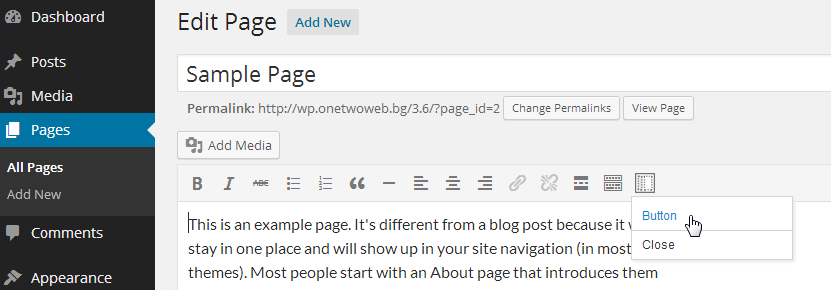 Dashboard
Posts
Media
Pages
All Pages
Add New
Comments
Appearance
Edit Page Add New
Sample Page
Permalink: http://wp.onetwoweb.bg/3.6/?page_id=2 Change Permalinks View Page
Add Media
B I ABC
Button
Close
This is an example page. It's different from a blog post because it
stay in one place and will show up in your site navigation (in most
themes). Most people start with an About page that introduces them